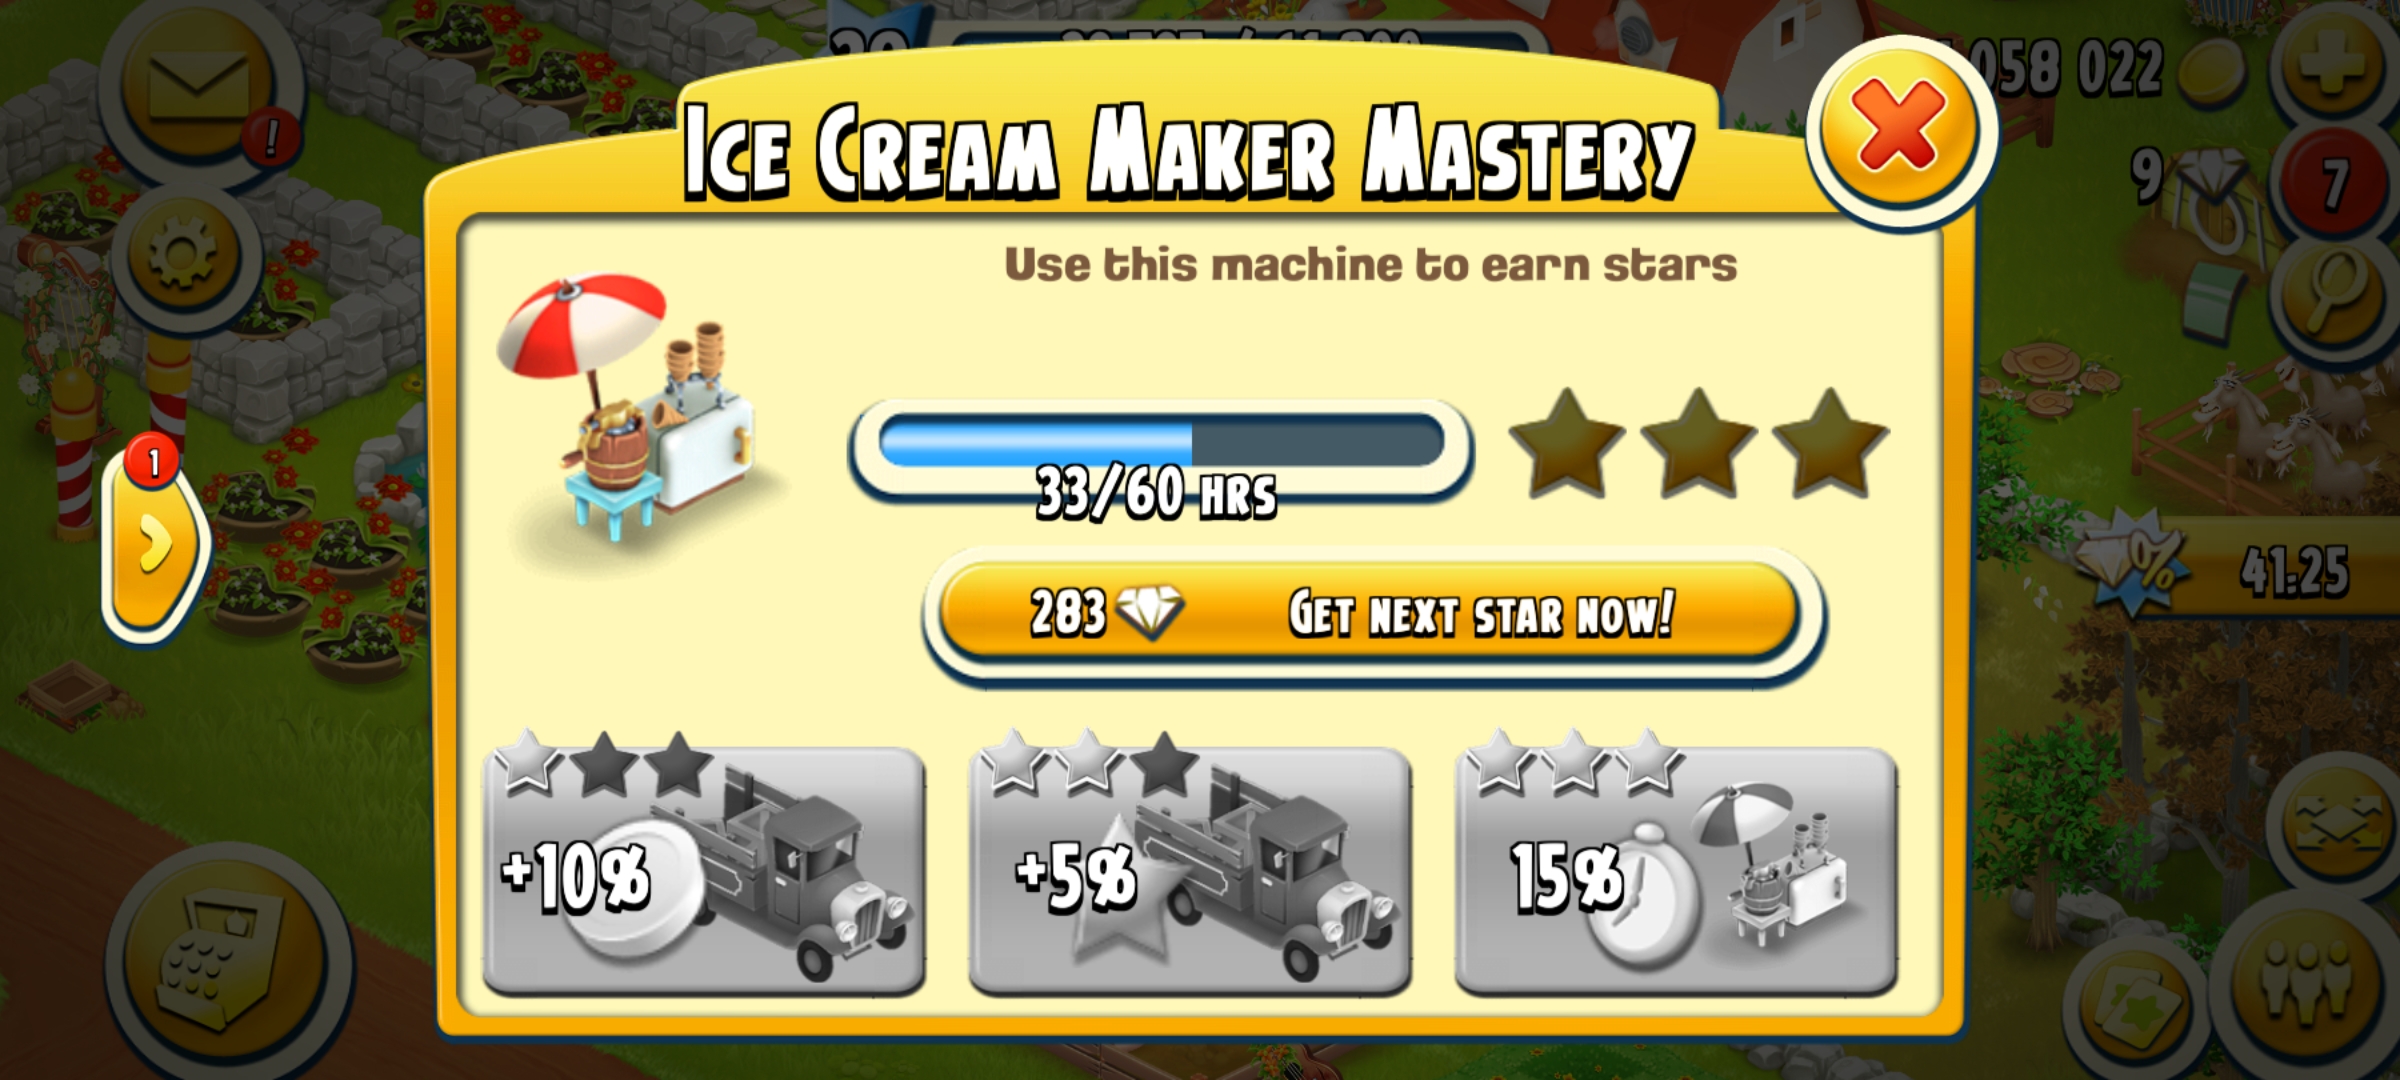 ICE CREAM MAKER MASTERY
058 022
!
9
7
Use this machine to earn stars
1
33/60 HRS
%
41:25
283
GET NEXT STAR NOW!
+10%
+5%
15%